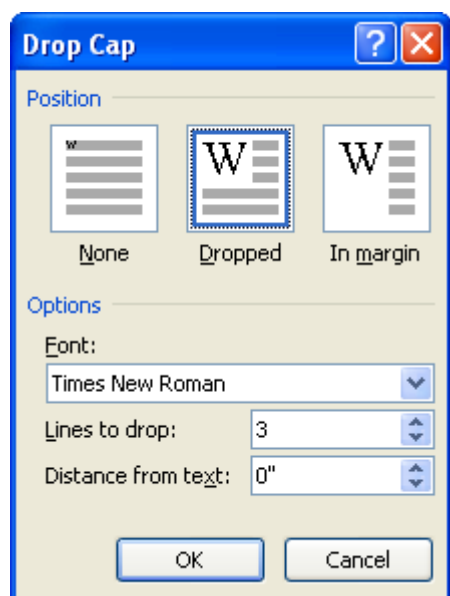 Drop Cap
Position
W W W
None Dropped In margin
Options
Font:
Times New Roman
Lines to drop: 3
Distance from text: 0"
OK Cancel